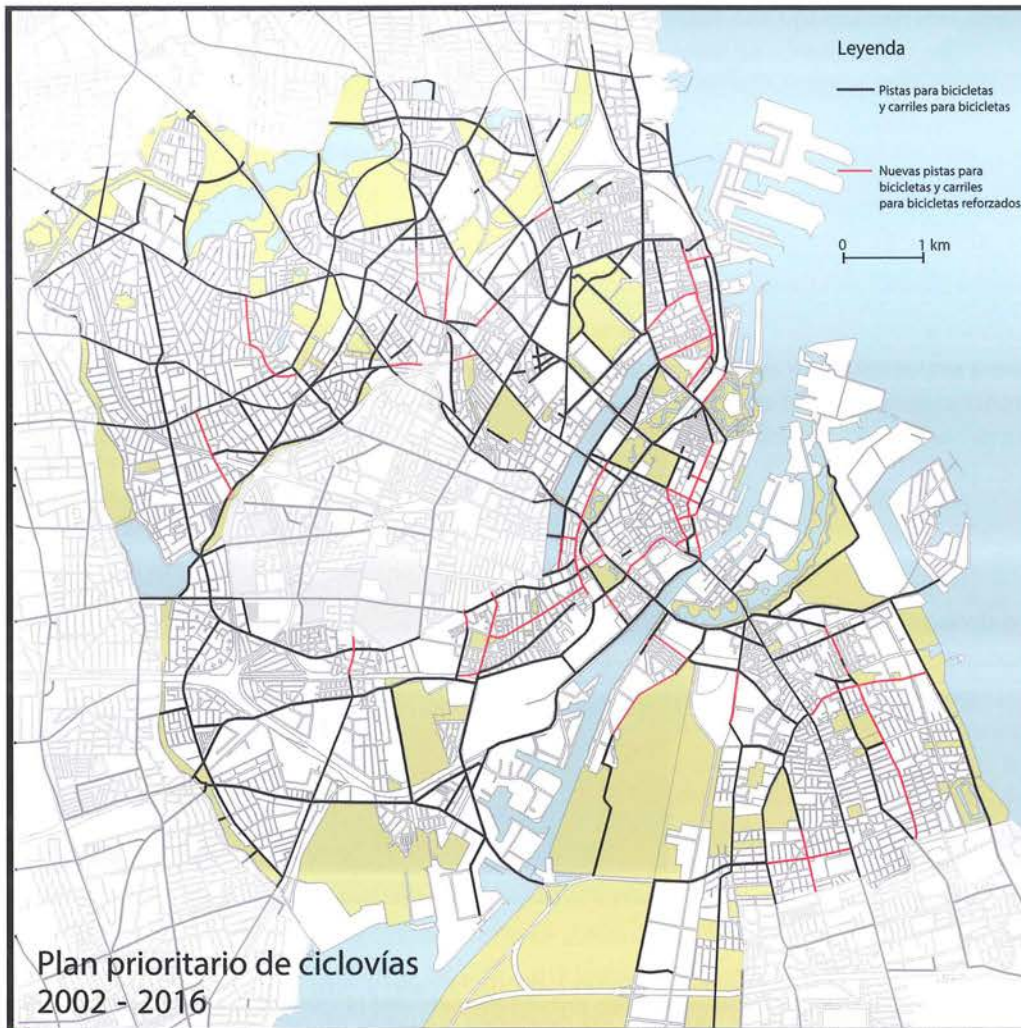 Leyenda
Pistas para bicicletas
y carriles para bicicletas
Nuevas pistas para
bicicletas y carriles
para bicicletas reforzados
0 1 km
Plan prioritario de ciclovías
2002 - 2016